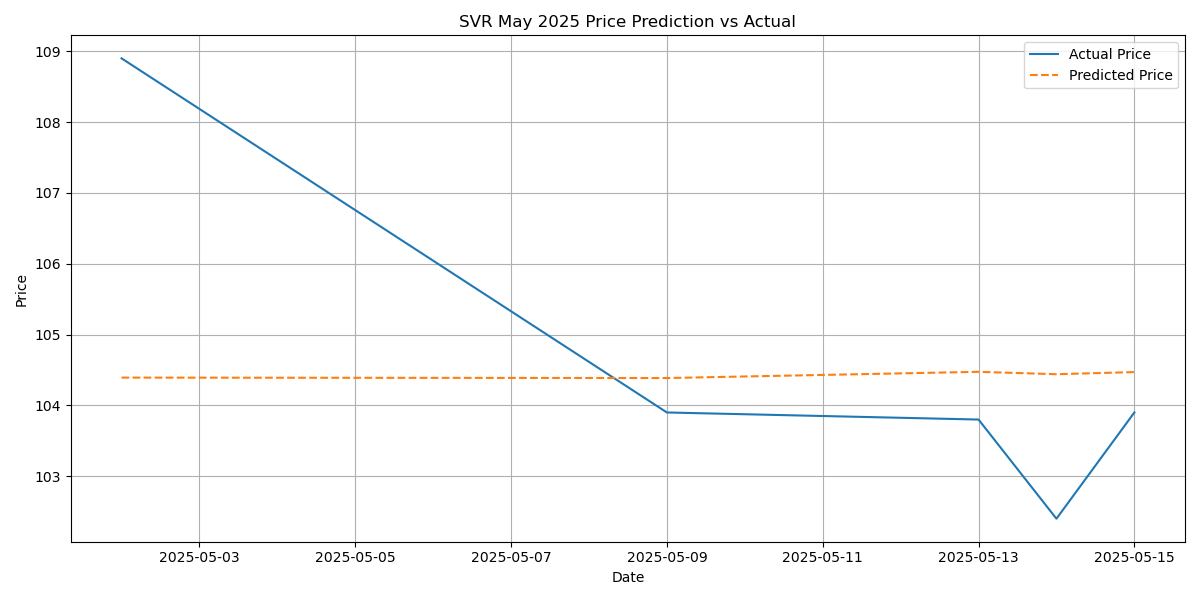 SVR May 2025 Price Prediction vs Actual
Actual Price
Predicted Price
Price
109
108
107
106
105
104
103
2025-05-03
2025-05-05
2025-05-07
2025-05-09
2025-05-11
2025-05-13
2025-05-15
Date